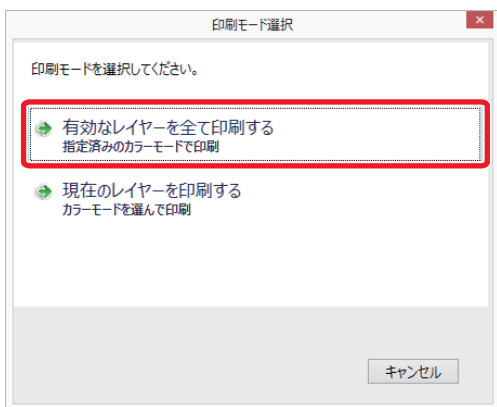 印刷モード選択
印刷モードを選択してください。
有効なレイヤーを全て印刷する
指定済みのカラーモードで印刷
現在のレイヤーを印刷する
カラーモードを選んで印刷
キャンセル